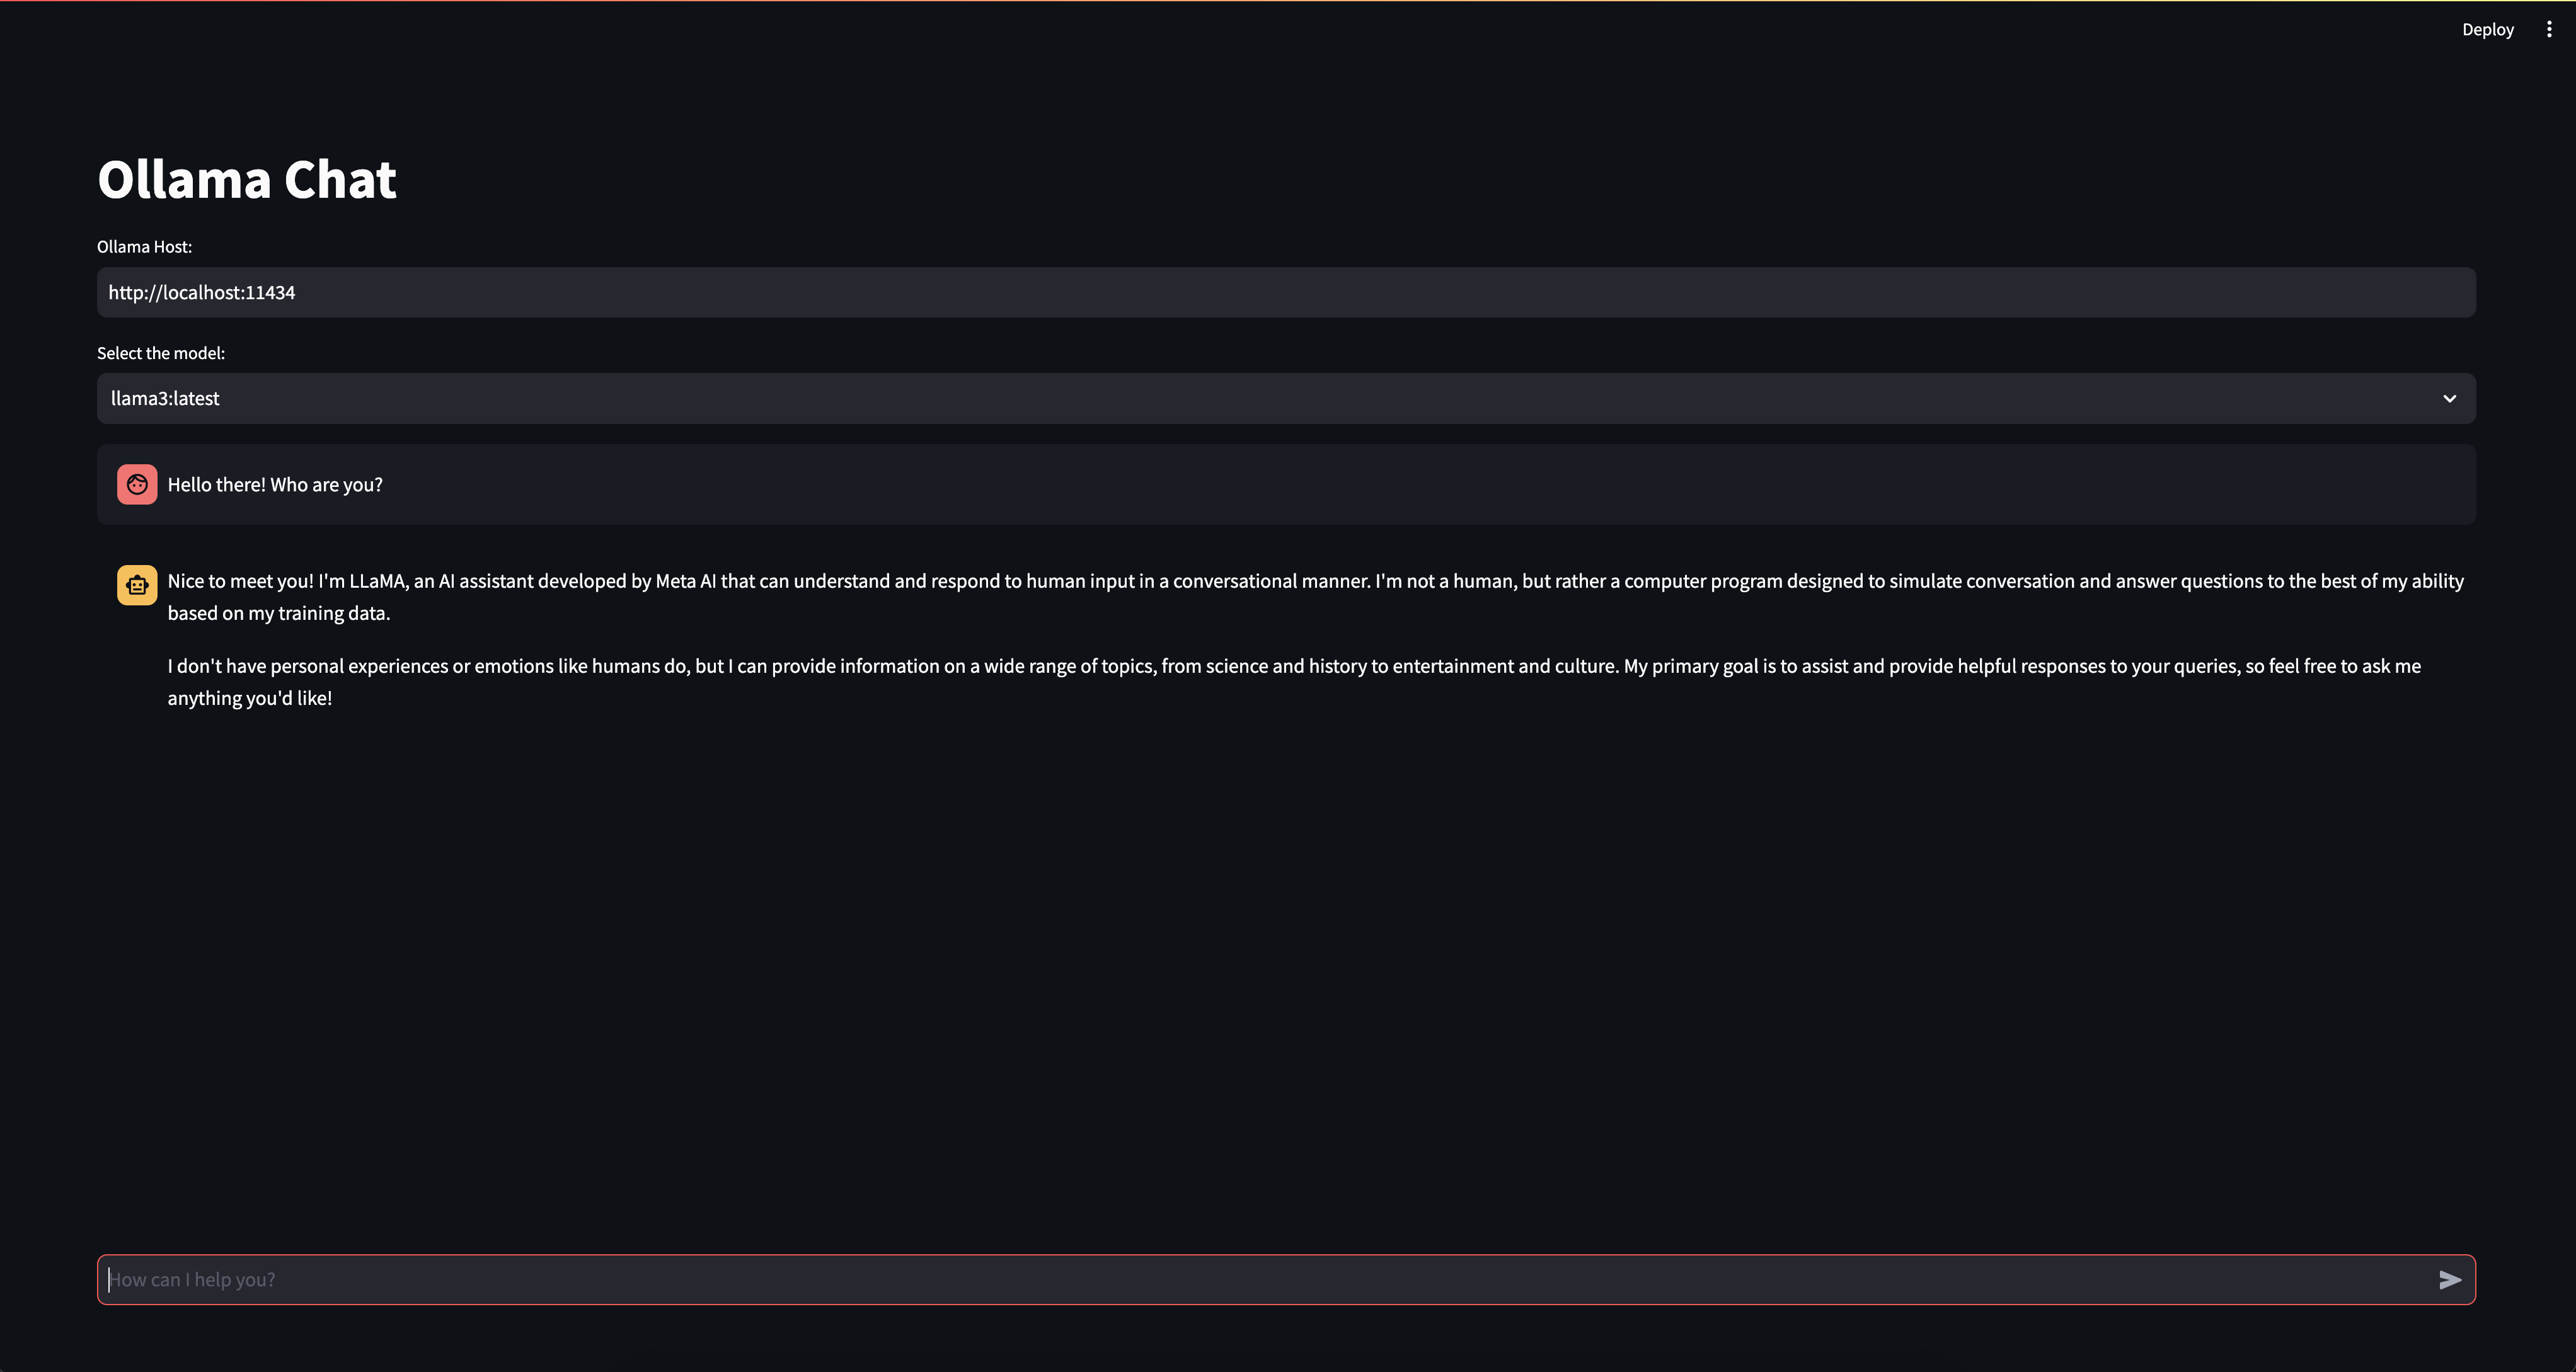 Deploy
Ollama Chat
Ollama Host:
http://localhost:11434
Select the model:
llama3:latest
Hello there! Who are you?
Nice to meet you! I'm LLaMA, an AI assistant developed by Meta AI that can understand and respond to human input in a conversational manner. I'm not a human, but rather a computer program designed to simulate conversation and answer questions to the best of my ability
based on my training data.
I don't have personal experiences or emotions like humans do, but I can provide information on a wide range of topics, from science and history to entertainment and culture. My primary goal is to assist and provide helpful responses to your queries, so feel free to ask me
anything you'd like!
How can I help you?